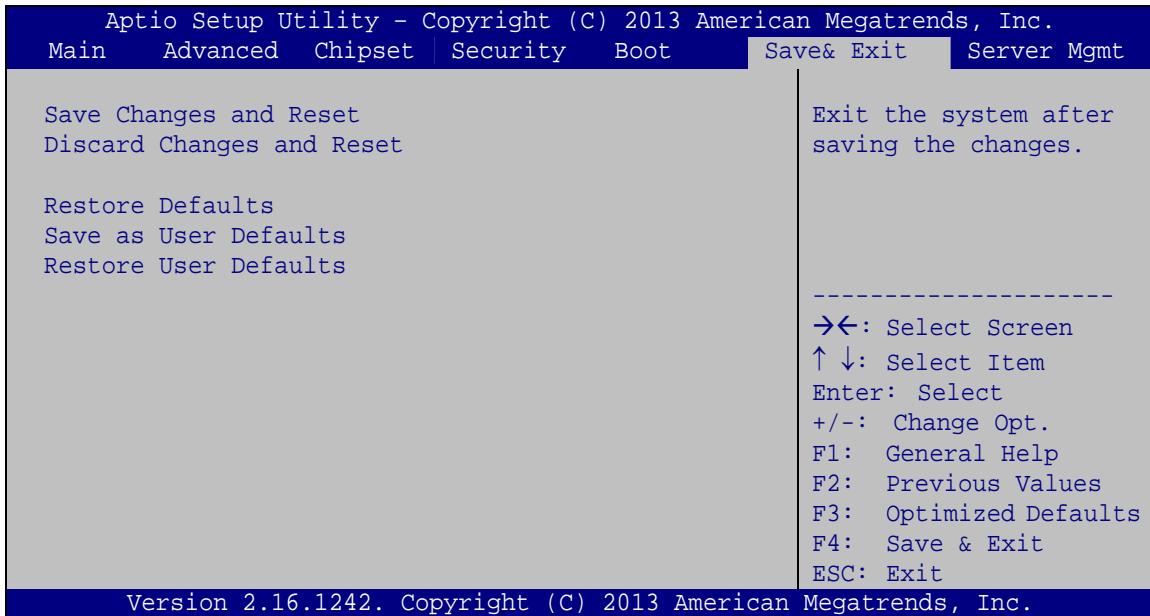 Aptio Setup Utility – Copyright (C) 2013 American Megatrends, Inc.
Main Advanced Chipset Security Boot Save& Exit Server Mgmt
Save Changes and Reset
Discard Changes and Reset
Restore Defaults
Save as User Defaults
Restore User Defaults
Exit the system after
saving the changes.
---------------------
→←: Select Screen
↑ ↓: Select Item
Enter: Select
+/-: Change Opt.
F1: General Help
F2: Previous Values
F3: Optimized Defaults
F4: Save & Exit
ESC: Exit
Version 2.16.1242. Copyright (C) 2013 American Megatrends, Inc.